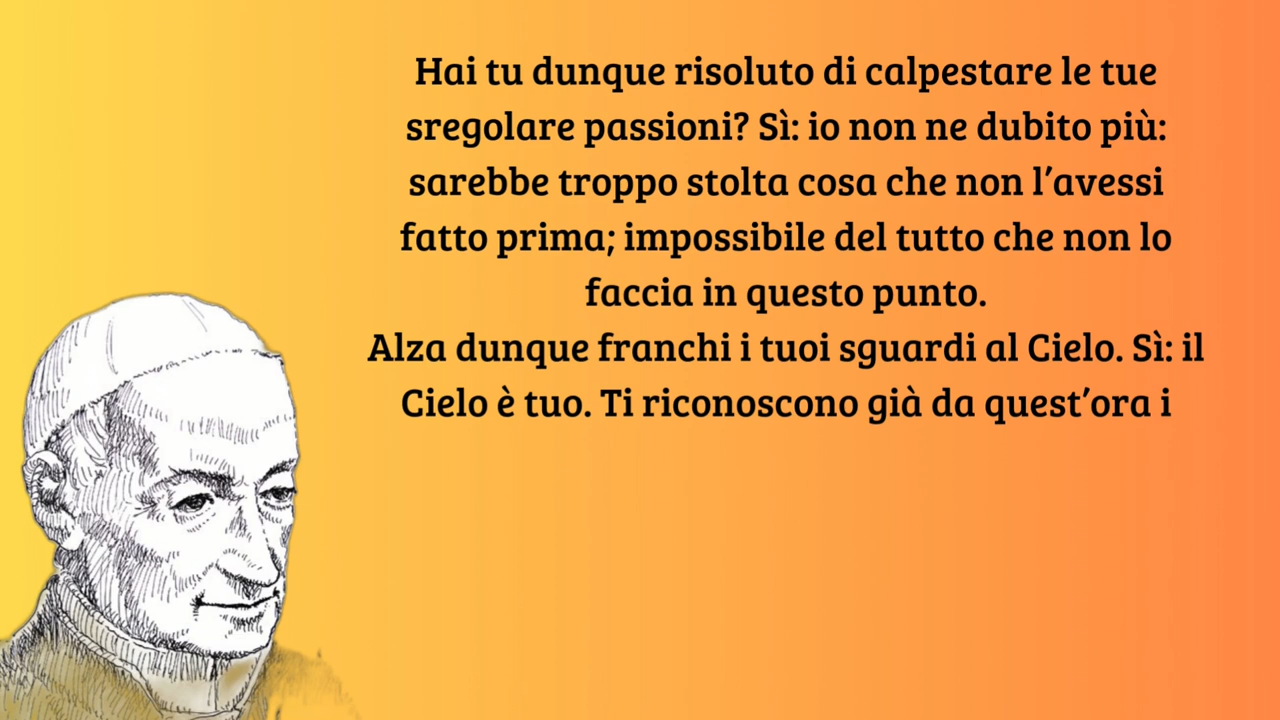 Hai tu dunque risoluto di calpestare le tue
sregolare passioni? Sì: io non ne dubito più:
sarebbe troppo stolta cosa che non l’avessi
fatto prima; impossibile del tutto che non lo
faccia in questo punto.
Alza dunque franchi i tuoi sguardi al Cielo. Sì: il
Cielo è tuo. Ti riconoscono già da quest’ora i